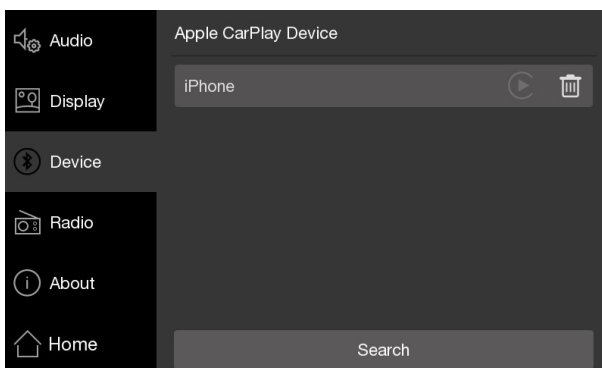 Audio
Display
Device
Radio
About
Home
Apple CarPlay Device
iPhone
Search